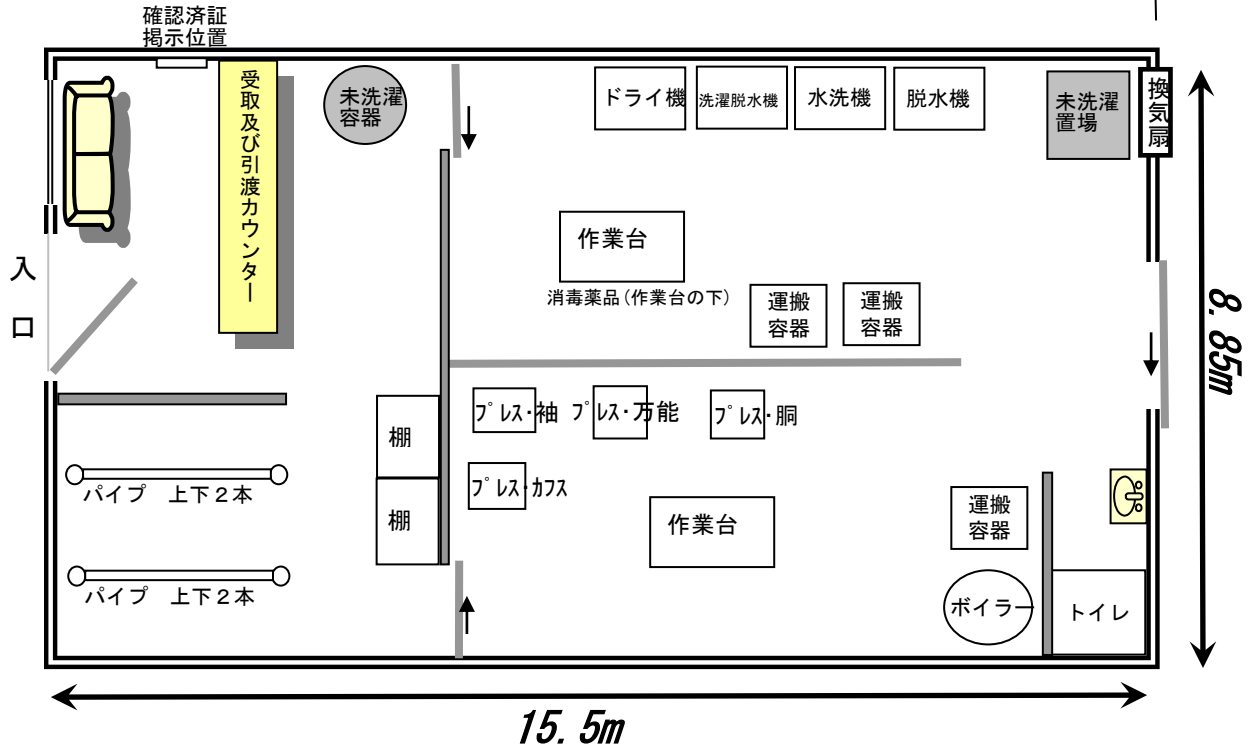 確認済証
掲示位置
受取及び引渡カウンター
未洗濯
容器
ドライ機
洗濯脱水機
水洗機
脱水機
未洗濯
置場
換気扇
入口
作業台
消毒薬品(作業台の下)
運搬
容器
運搬
容器
8.85m
プレス・袖
プレス・万能
プレス・胴
棚
プレス・カフス
棚
作業台
運搬
容器
パイプ 上下2本
パイプ 上下2本
ボイラー
トイレ
15.5m